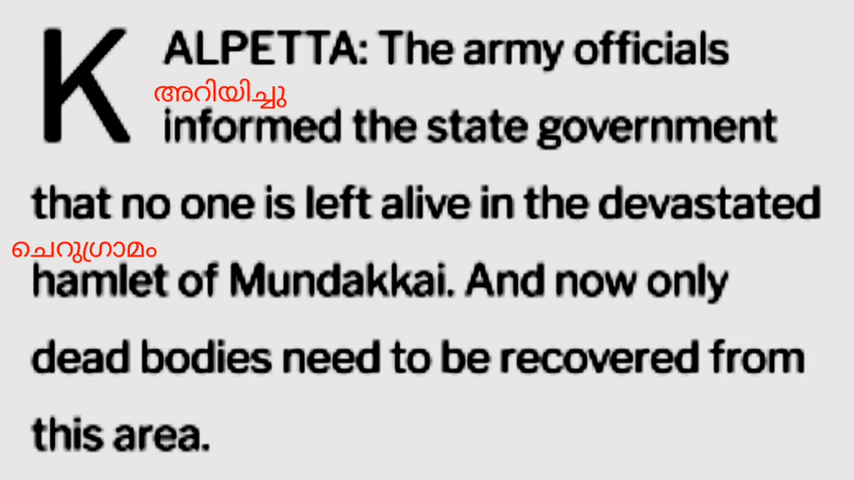 KALPETTA: The army officials
അറിയിച്ചു
informed the state government
that no one is left alive in the devastated
ചെറുഗ്രാമം
hamlet of Mundakkai. And now only
dead bodies need to be recovered from
this area.